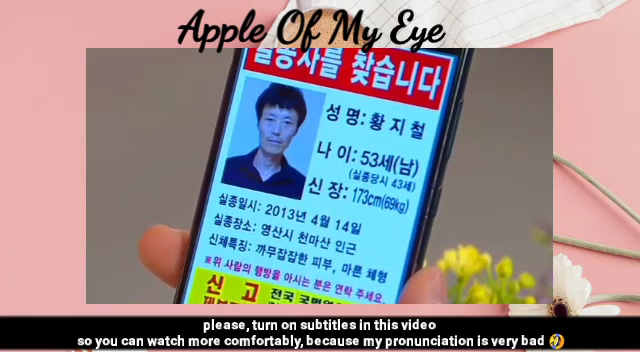 Apple Of My Eye
실종자를 찾습니다
성 명: 황 지 철
나 이: 53세(남)
(실종당시 43세)
신 장: 173cm(69kg)
실종일시: 2013년 4월 14일
실종장소: 영산시 천마산 인근
신체특징: 까무잡잡한 피부, 마른 체형
※위 사람의 행방을 아시는 분은 연락 주세요
신 고
전국 국번없
please, turn on subtitles in this video
so you can watch more comfortably, because my pronunciation is very bad 🤣